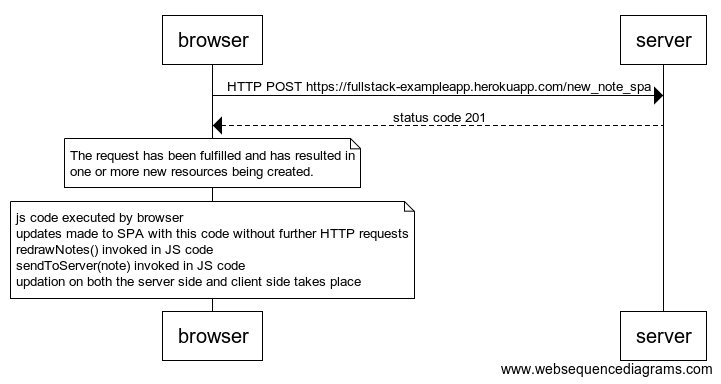 browser
server
HTTP POST https://fullstack-exampleapp.herokuapp.com/new_note_spa
status code 201
The request has been fulfilled and has resulted in
one or more new resources being created.
js code executed by browser
updates made to SPA with this code without further HTTP requests
redrawNotes() invoked in JS code
sendToServer(note) invoked in JS code
updation on both the server side and client side takes place
browser
server
www.websequencediagrams.com